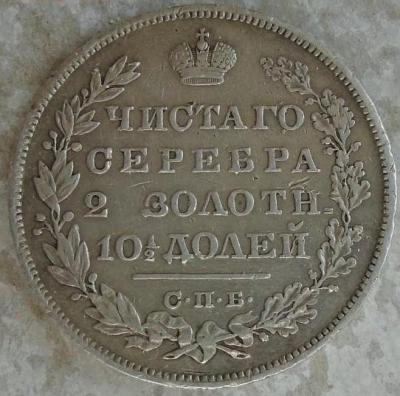 ЧИСТАГО
СЕРЕБРА
2 ЗОЛОТН.
10½ ДОЛЕЙ
С·П·Б·